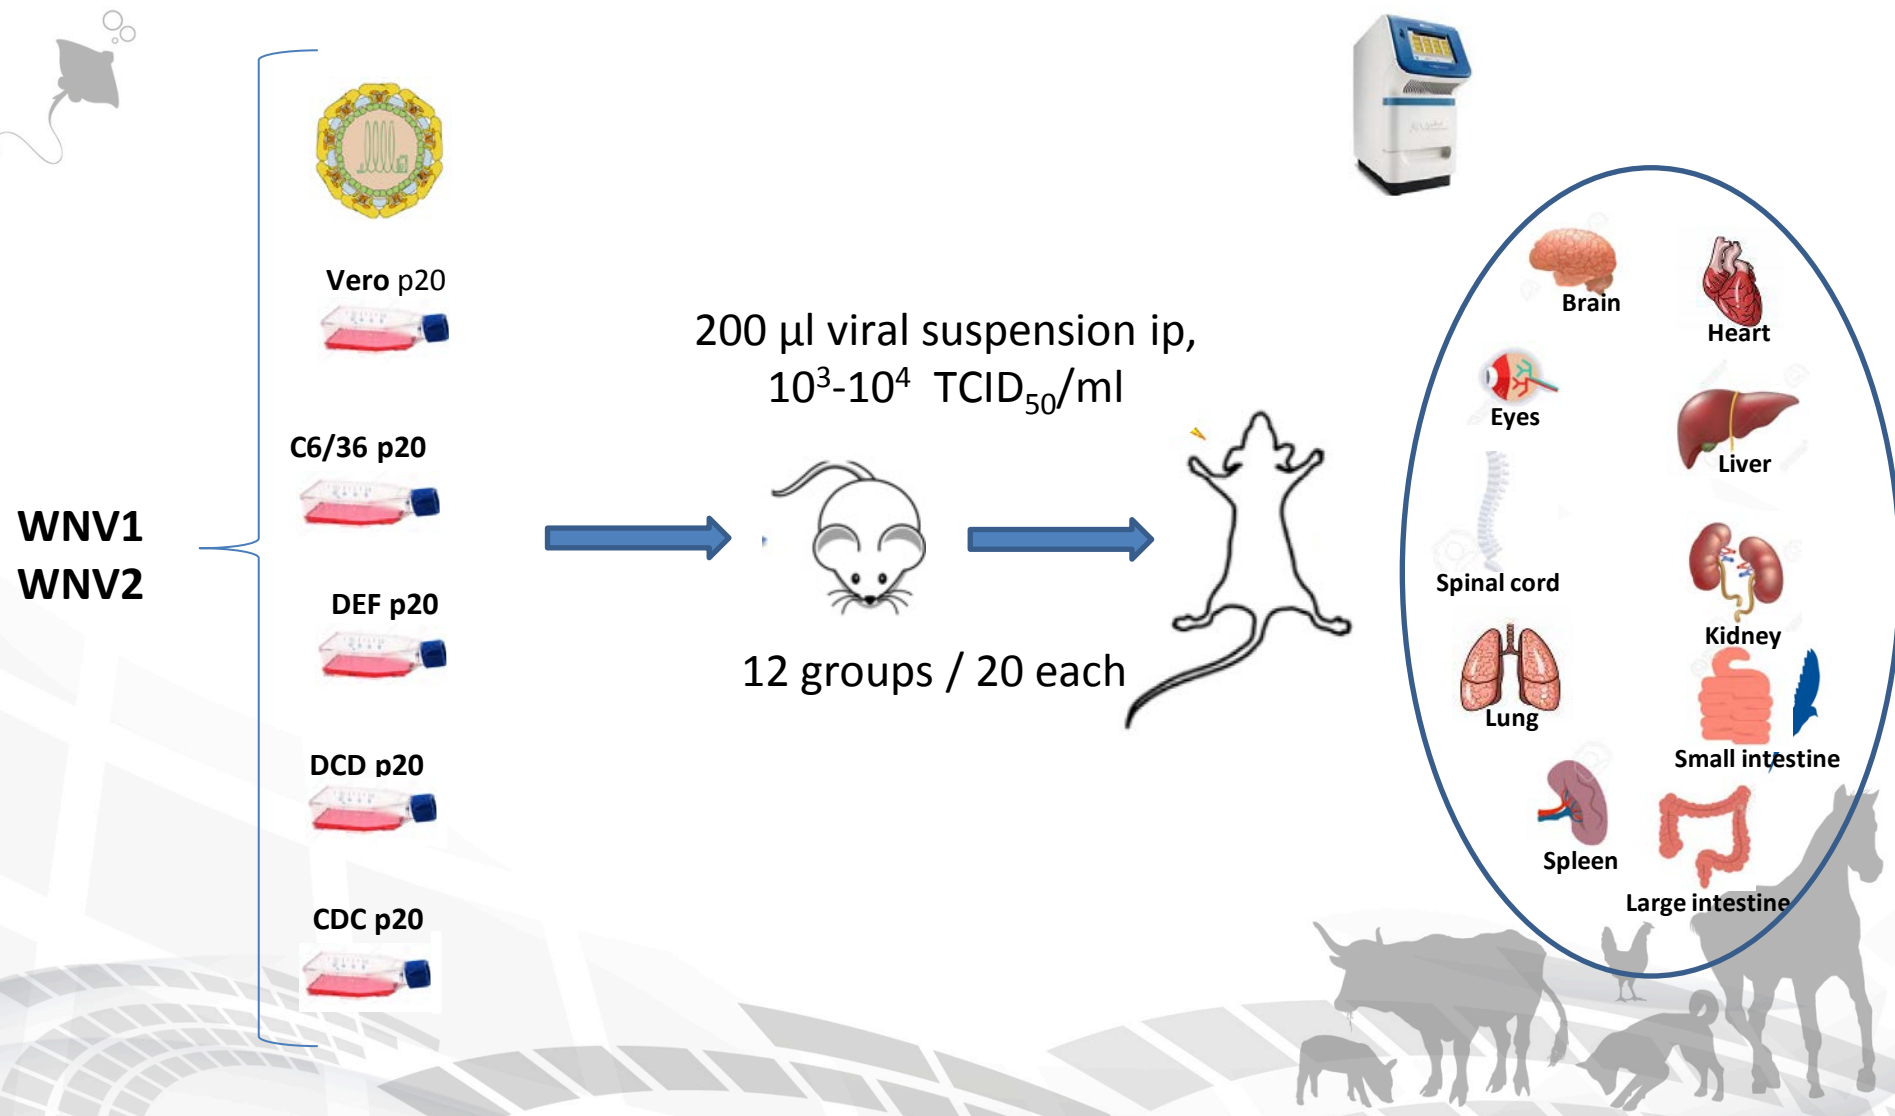 WNV1
WNV2
Vero p20
C6/36 p20
DEF p20
DCD p20
CDC p20
200 µl viral suspension ip,
10³-10⁴ TCID₅₀/ml
12 groups / 20 each
Brain
Heart
Eyes
Liver
Spinal cord
Kidney
Lung
Small intestine
Spleen
Large intestine